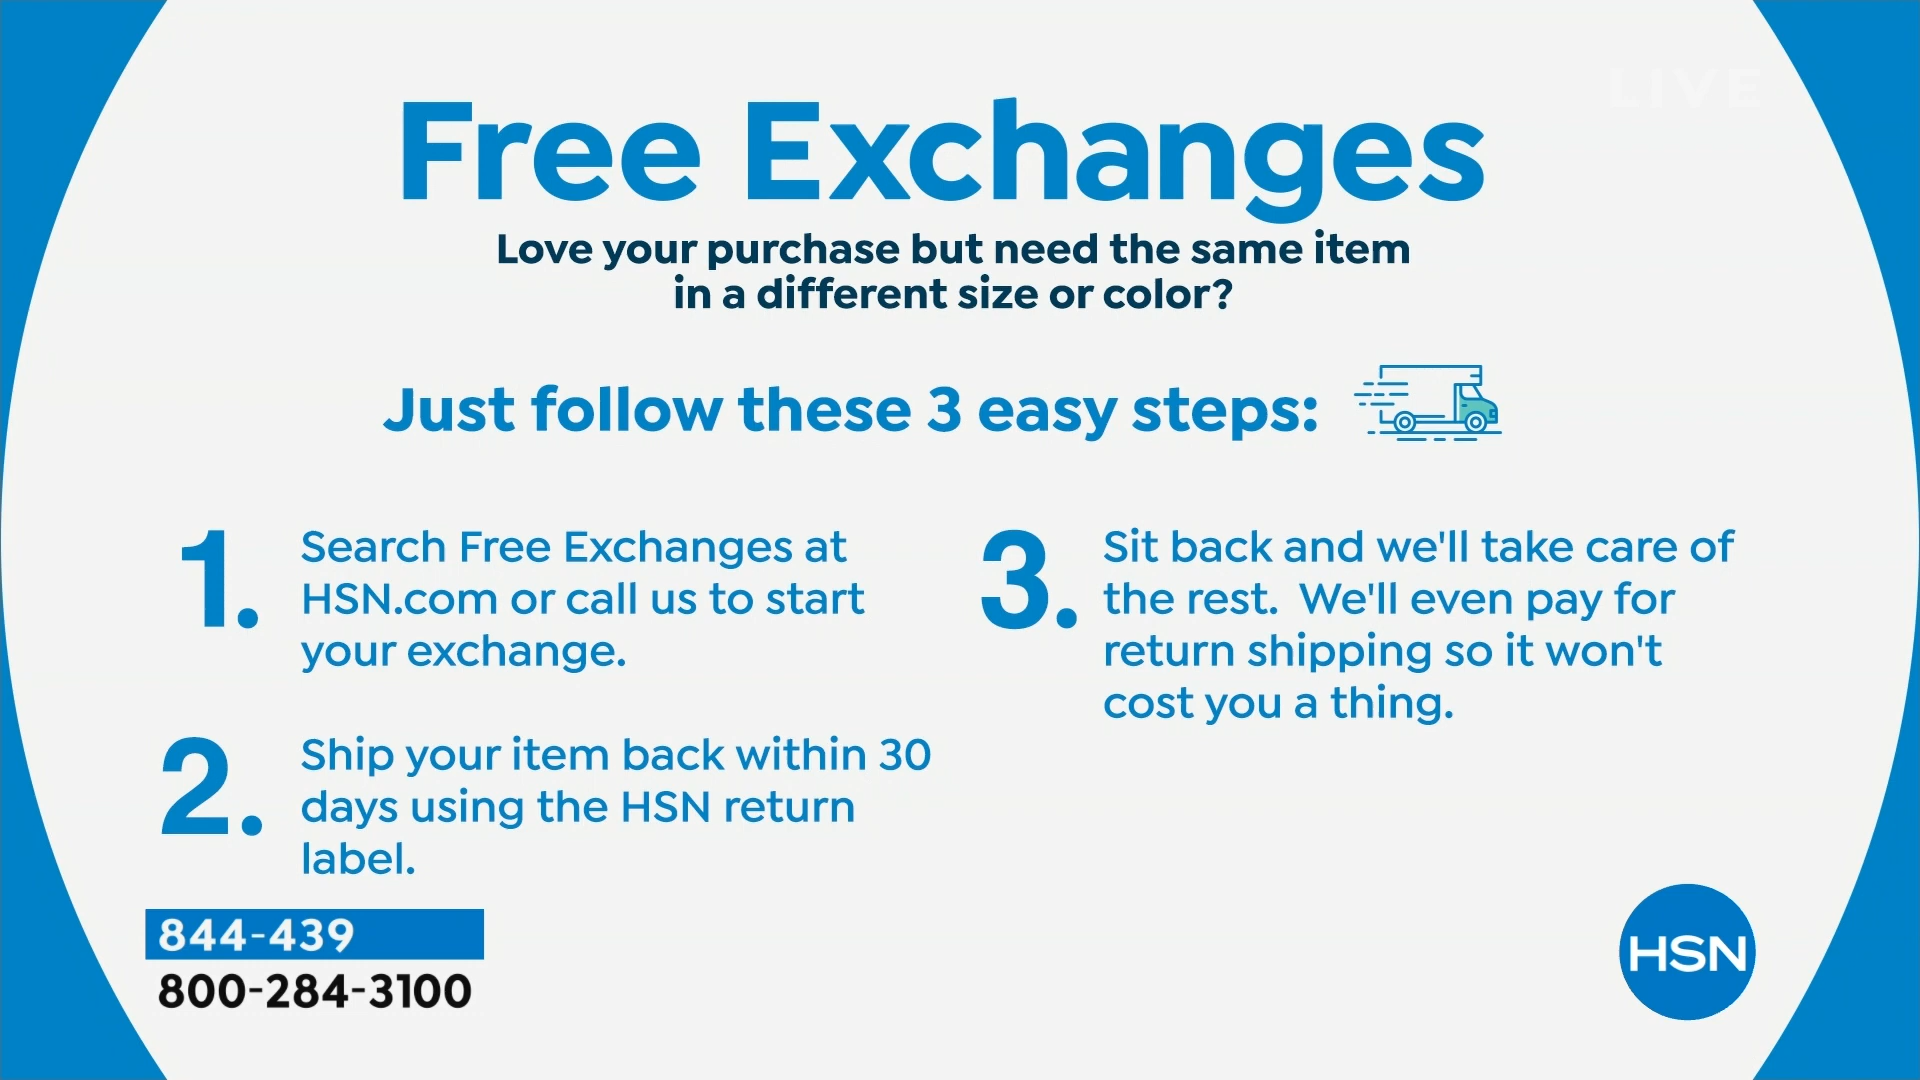 LIVE
Free Exchanges
Love your purchase but need the same item
in a different size or color?
Just follow these 3 easy steps:
1. Search Free Exchanges at
HSN.com or call us to start
your exchange.
2. Ship your item back within 30
days using the HSN return
label.
3. Sit back and we'll take care of
the rest. We'll even pay for
return shipping so it won't
cost you a thing.
844-439
800-284-3100
HSN